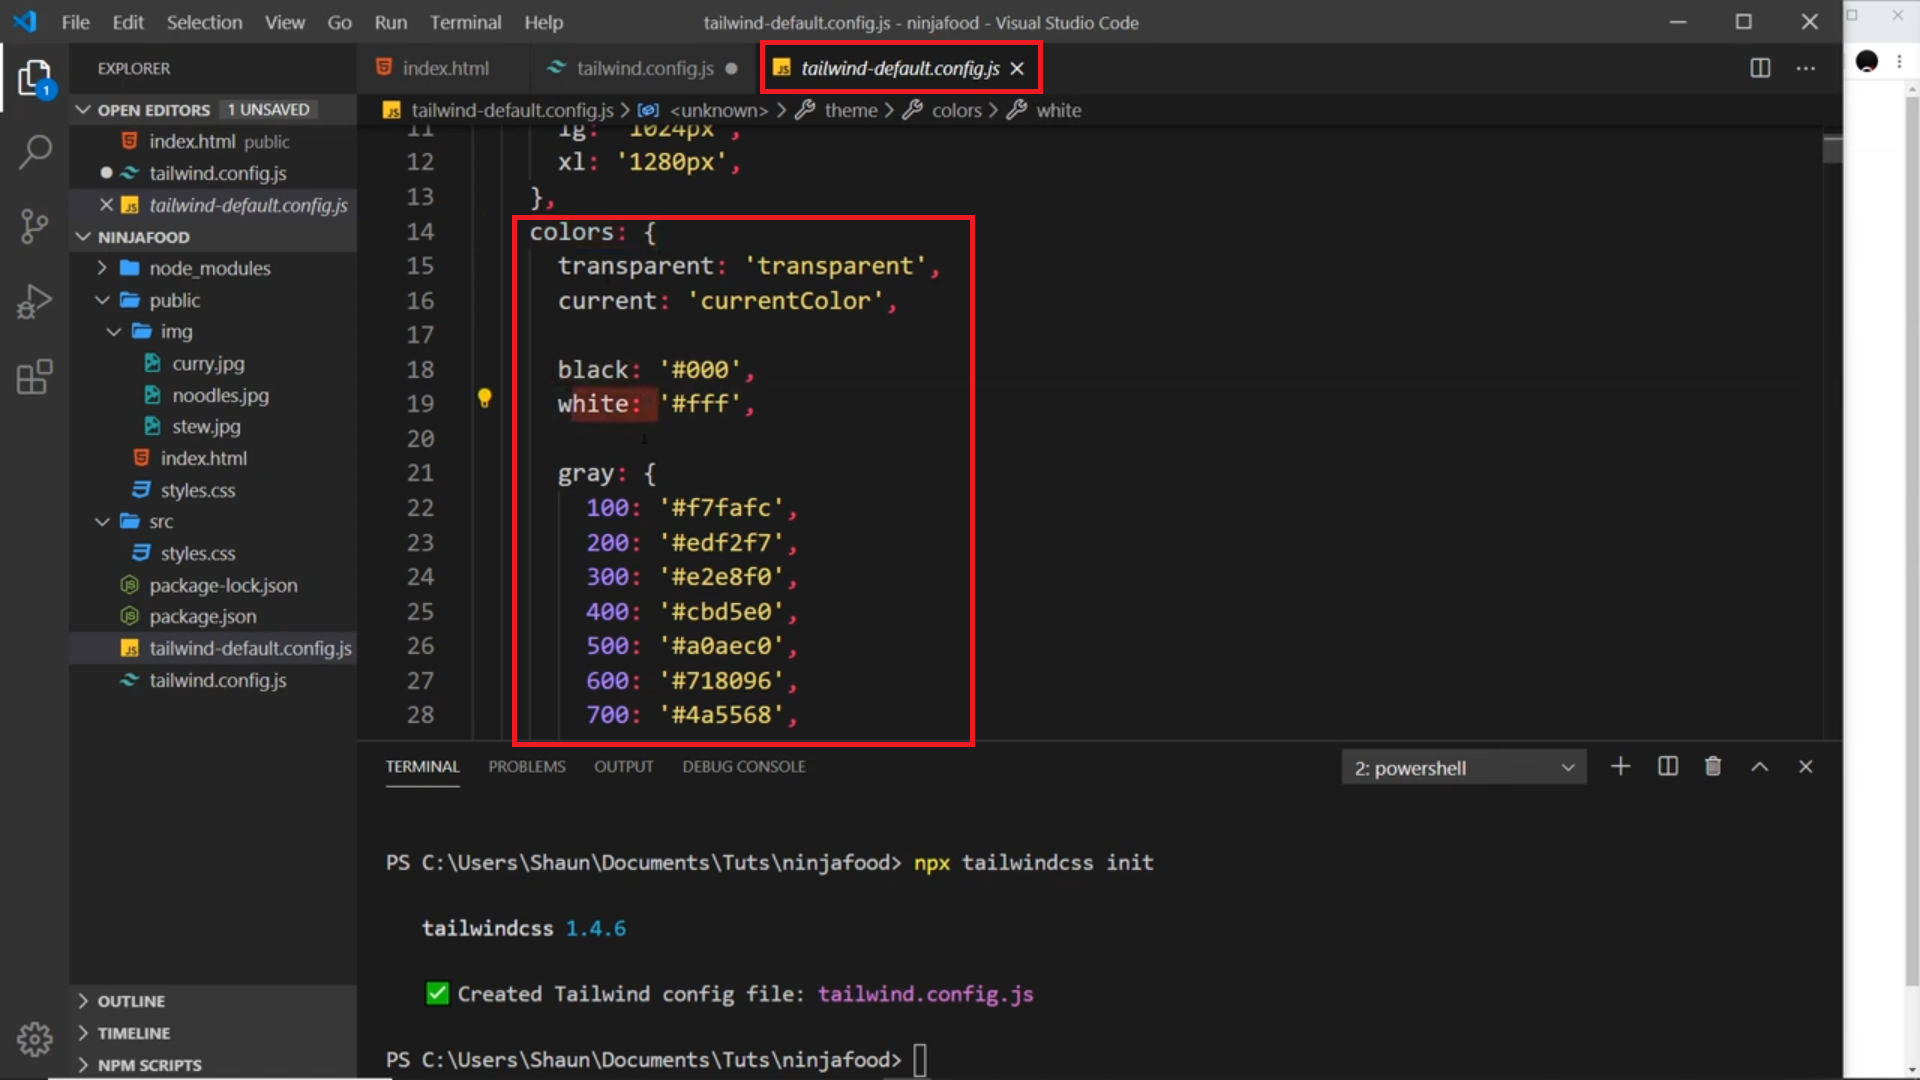 File Edit Selection View Go Run Terminal Help
tailwind-default.config.js - ninjafood - Visual Studio Code
EXPLORER
OPEN EDITORS 1 UNSAVED
index.html public
tailwind.config.js
tailwind-default.config.js
NINJAFOOD
node_modules
public
img
curry.jpg
noodles.jpg
stew.jpg
index.html
styles.css
src
styles.css
package-lock.json
package.json
tailwind-default.config.js
tailwind.config.js
OUTLINE
TIMELINE
NPM SCRIPTS
1
index.html tailwind.config.js tailwind-default.config.js
tailwind-default.config.js > <unknown> > theme > colors > white
11 lg: '1024px',
12 xl: '1280px',
13 },
14 colors: {
15 transparent: 'transparent',
16 current: 'currentColor',
17
18 black: '#000',
19 white: '#fff',
20
21 gray: {
22 100: '#f7fafc',
23 200: '#edf2f7',
24 300: '#e2e8f0',
25 400: '#cbd5e0',
26 500: '#a0aec0',
27 600: '#718096',
28 700: '#4a5568',
TERMINAL PROBLEMS OUTPUT DEBUG CONSOLE 2: powershell
PS C:\Users\Shaun\Documents\Tuts\ninjafood> npx tailwindcss init
tailwindcss 1.4.6
Created Tailwind config file: tailwind.config.js
PS C:\Users\Shaun\Documents\Tuts\ninjafood>